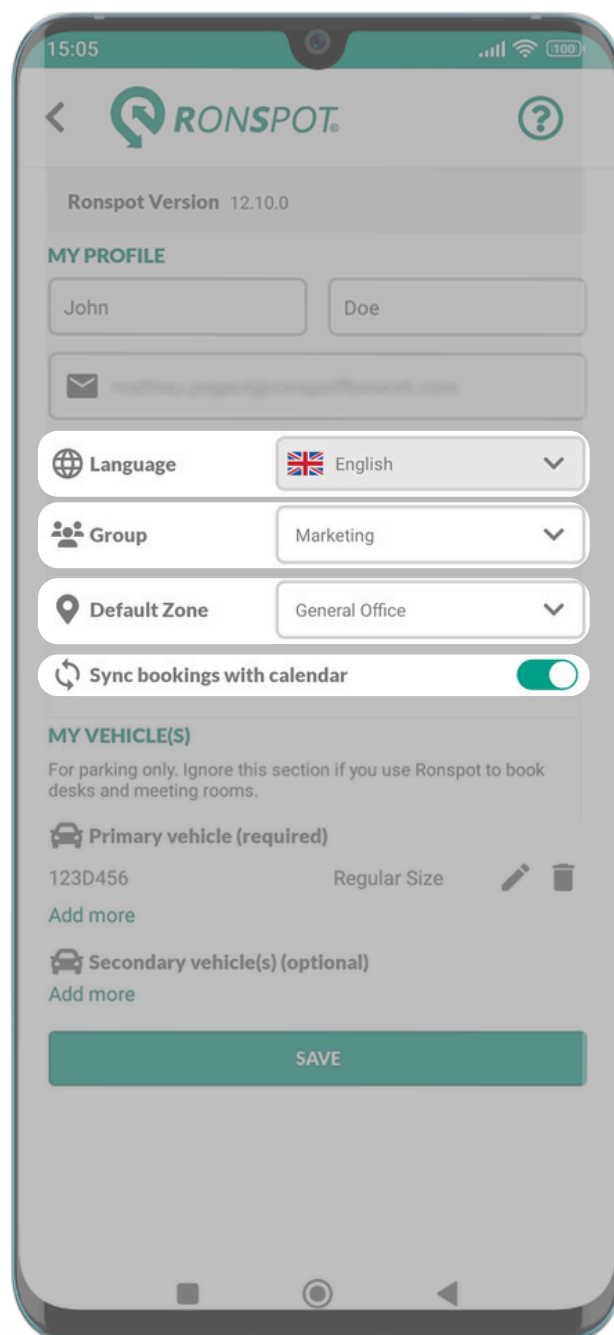 15:05 100
RONSPOT®
Ronspot Version 12.10.0
MY PROFILE
John Doe
Language English
Group Marketing
Default Zone General Office
Sync bookings with calendar
MY VEHICLE(S)
For parking only. Ignore this section if you use Ronspot to book
desks and meeting rooms.
Primary vehicle (required)
123D456 Regular Size
Add more
Secondary vehicle(s) (optional)
Add more
SAVE